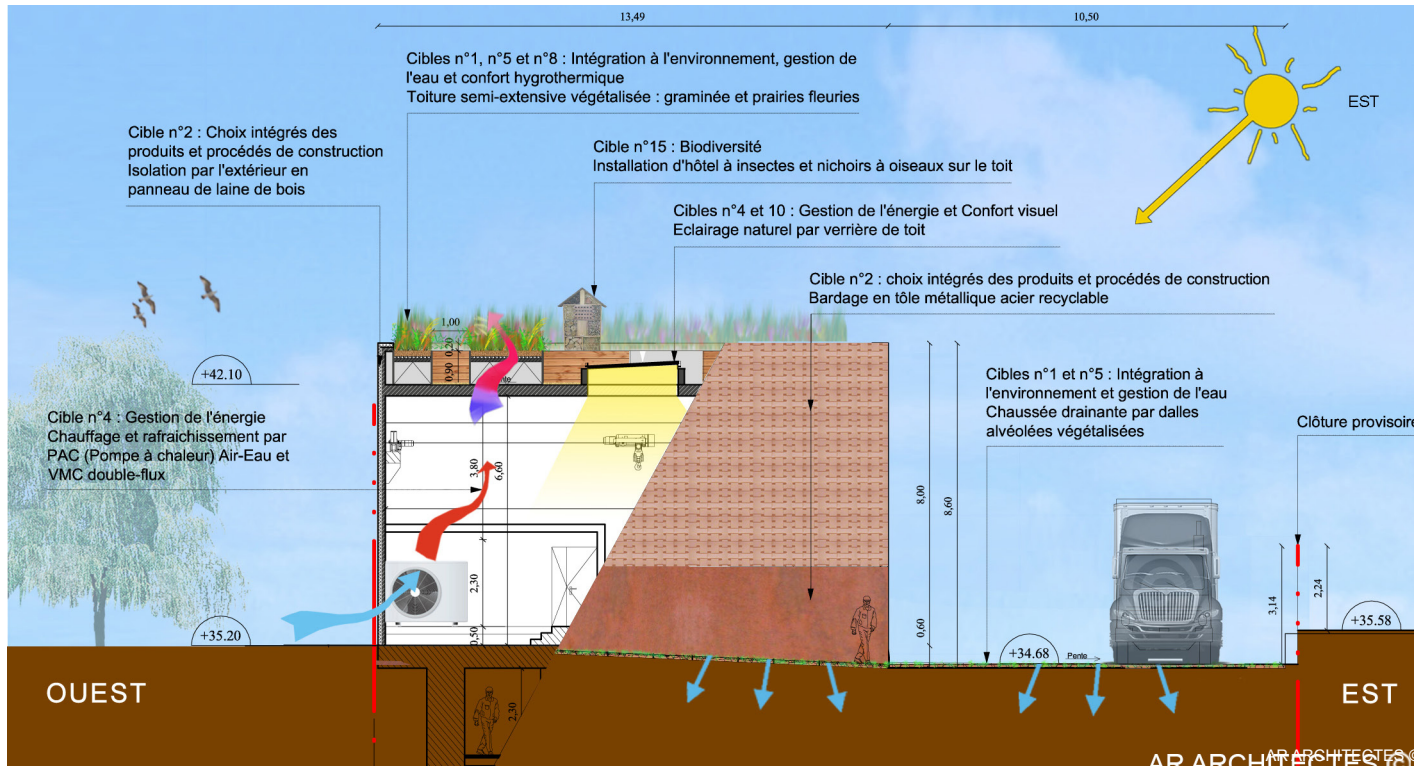 13,49
10,50
Cibles n°1, n°5 et n°8 : Intégration à l'environnement, gestion de
l'eau et confort hygrothermique
Toiture semi-extensive végétalisée : graminée et prairies fleuries
EST
Cible n°2 : Choix intégrés des
produits et procédés de construction
Isolation par l'extérieur en
panneau de laine de bois
Cible n°15 : Biodiversité
Installation d'hôtel à insectes et nichoirs à oiseaux sur le toit
Cibles n°4 et 10 : Gestion de l'énergie et Confort visuel
Eclairage naturel par verrière de toit
Cible n°2 : choix intégrés des produits et procédés de construction
Bardage en tôle métallique acier recyclable
1,00
0,20
0,90
Pente
+42.10
Cibles n°1 et n°5 : Intégration à
l'environnement et gestion de l'eau
Chaussée drainante par dalles
alvéolées végétalisées
Clôture provisoire
Cible n°4 : Gestion de l'énergie
Chauffage et rafraichissement par
PAC (Pompe à chaleur) Air-Eau et
VMC double-flux
3,80
6,60
8,00
8,60
2,30
0,50
0,60
3,14
2,24
+35.20
+34.68
Pente
+35.58
OUEST
2,30
EST
AR ARCHITECTES ©
AR ARCHITECTES ©